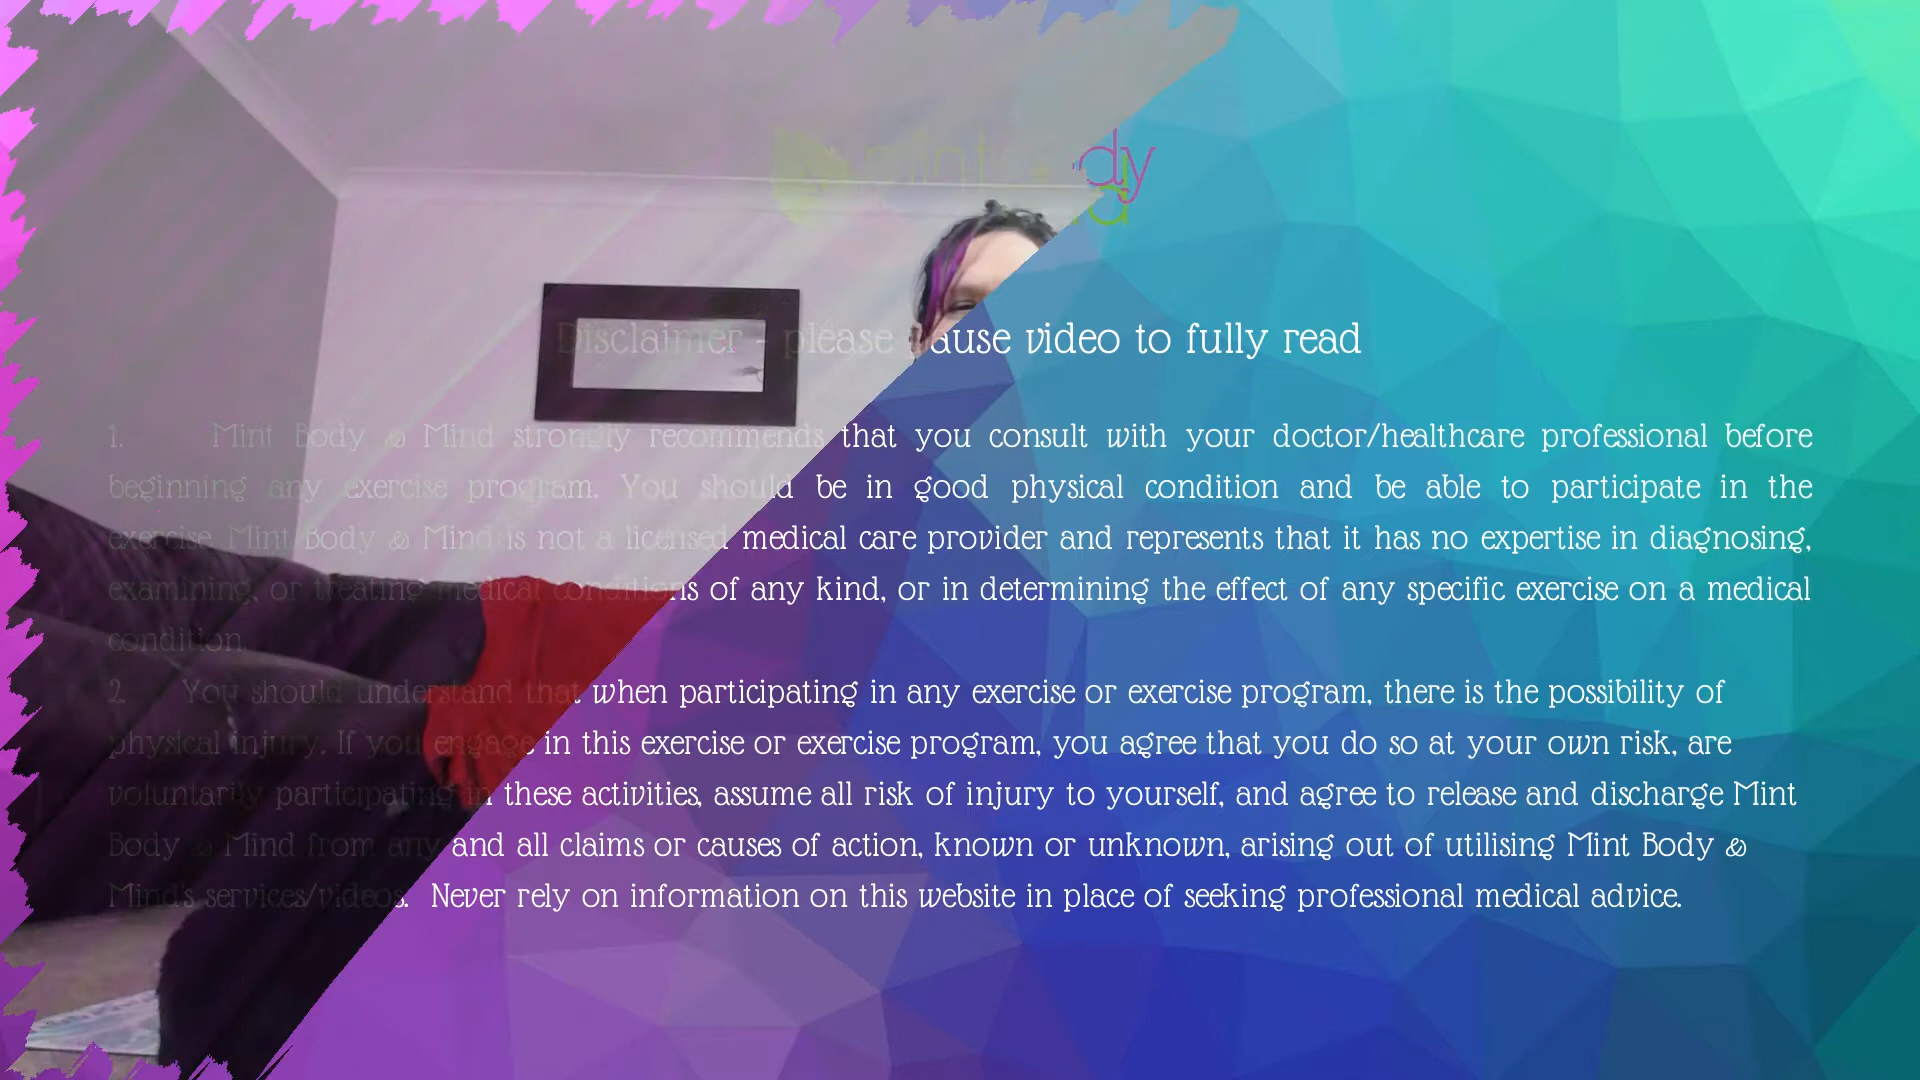 mint body
Disclaimer - please pause video to fully read
1. Mint Body & Mind strongly recommends that you consult with your doctor/healthcare professional before
beginning any exercise program. You should be in good physical condition and be able to participate in the
exercise Mint Body & Mind is not a licensed medical care provider and represents that it has no expertise in diagnosing,
examining, or treating medical conditions of any kind, or in determining the effect of any specific exercise on a medical
condition.
2. You should understand that when participating in any exercise or exercise program, there is the possibility of
physical injury. If you engage in this exercise or exercise program, you agree that you do so at your own risk, are
voluntarily participating in these activities, assume all risk of injury to yourself, and agree to release and discharge Mint
Body & Mind from any and all claims or causes of action, known or unknown, arising out of utilising Mint Body &
Mind's services/videos. Never rely on information on this website in place of seeking professional medical advice.